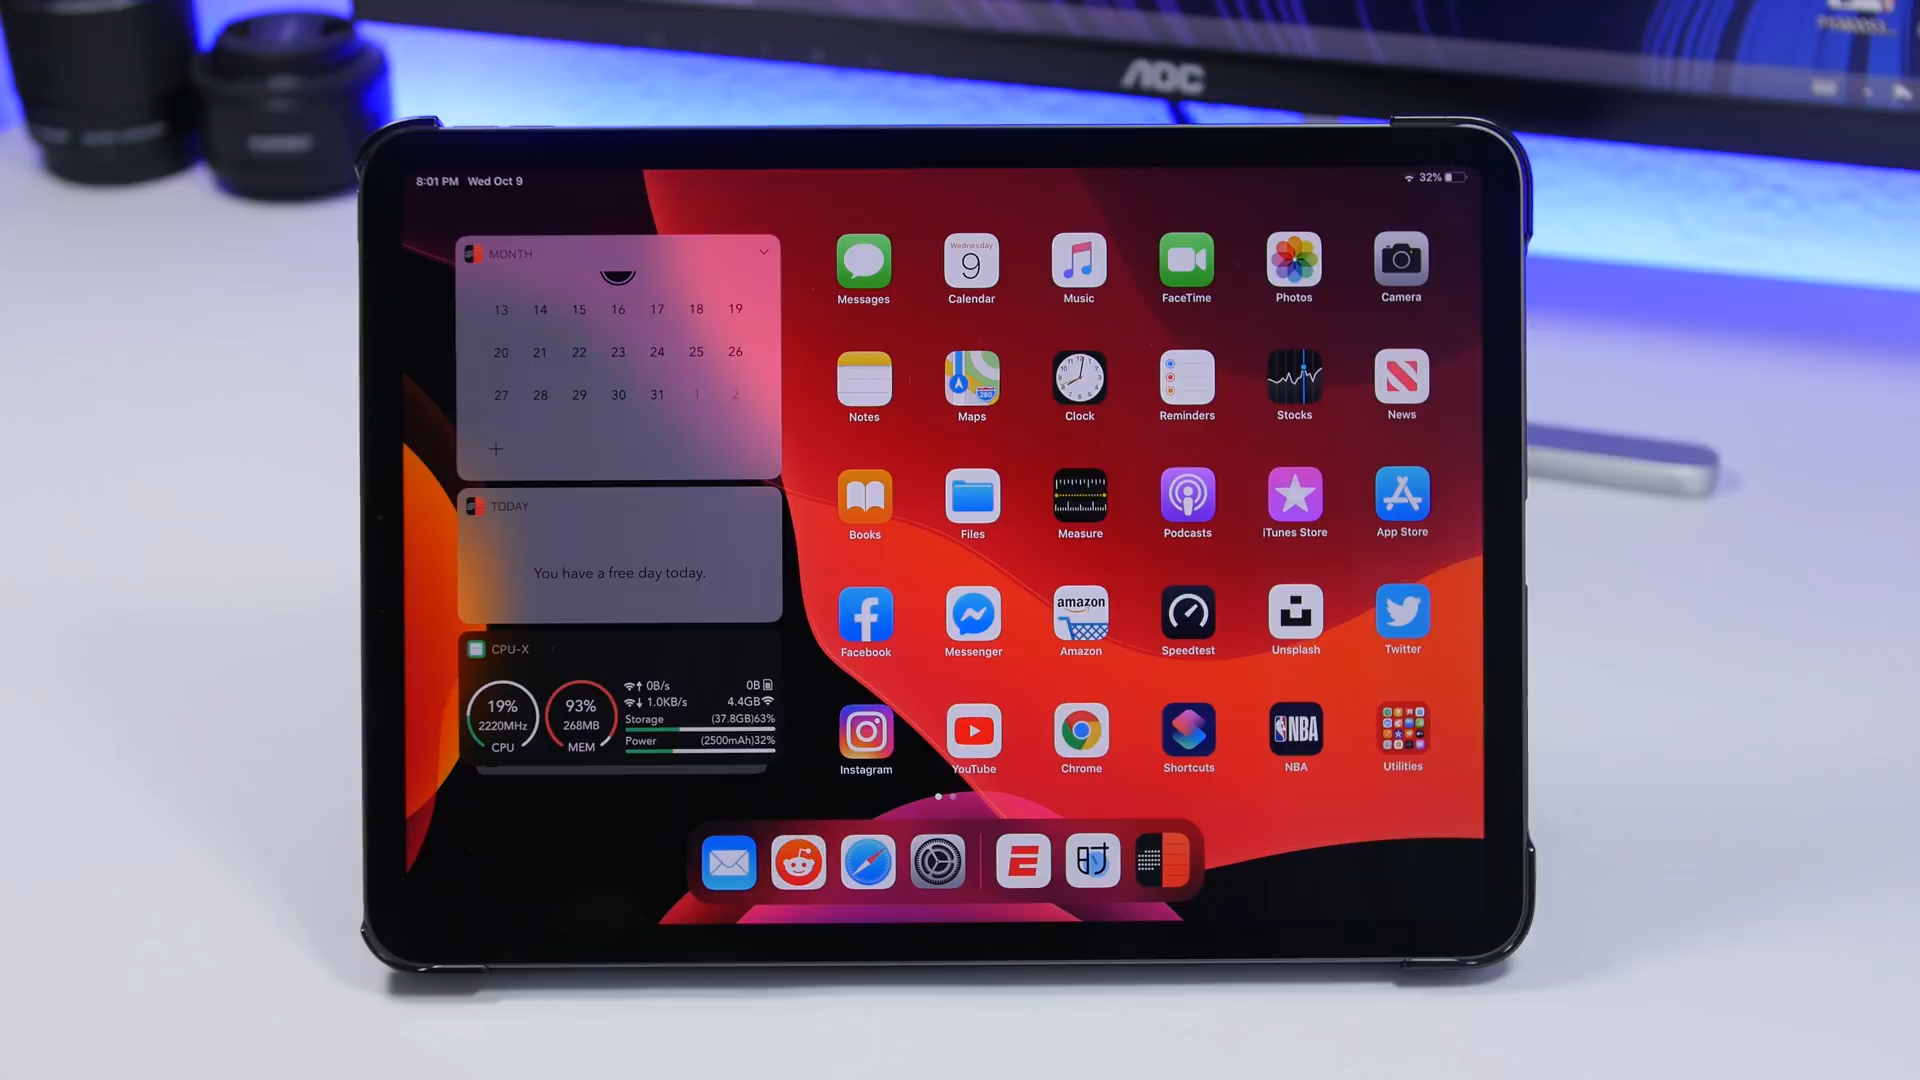 AOC
8:01 PM Wed Oct 9
32%
MONTH
13 14 15 16 17 18 19
20 21 22 23 24 25 26
27 28 29 30 31 1 2
+
TODAY
You have a free day today.
CPU-X
19%
2220MHz
CPU
93%
268MB
MEM
0B/s 0B
1.0KB/s 4.4GB
Storage (37.8GB)63%
Power (2500mAh)32%
Wednesday
9
Messages Calendar Music FaceTime Photos Camera
280
Notes Maps Clock Reminders Stocks News
Books Files Measure Podcasts iTunes Store App Store
amazon
Facebook Messenger Amazon Speedtest Unsplash Twitter
NBA
Instagram YouTube Chrome Shortcuts NBA Utilities
E